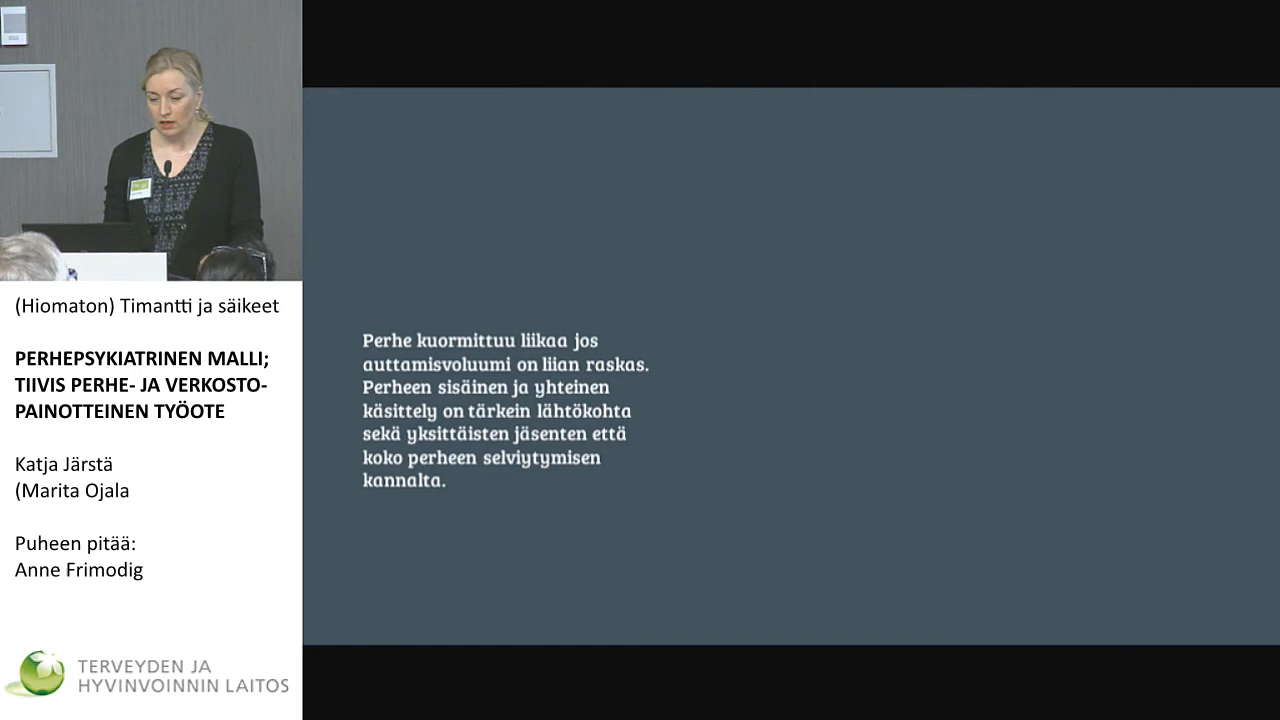 (Hiomaton) Timantti ja säikeet
PERHEPSYKIATRINEN MALLI;
TIIVIS PERHE- JA VERKOSTO-
PAINOTTEINEN TYÖOTE
Katja Järstä
(Marita Ojala
Puheen pitää:
Anne Frimodig
TERVEYDEN JA
HYVINVOINNIN LAITOS
Perhe kuormittuu liikaa jos
auttamisvoluumi on liian raskas.
Perheen sisäinen ja yhteinen
käsittely on tärkein lähtökohta
sekä yksittäisten jäsenten että
koko perheen selviytymisen
kannalta.